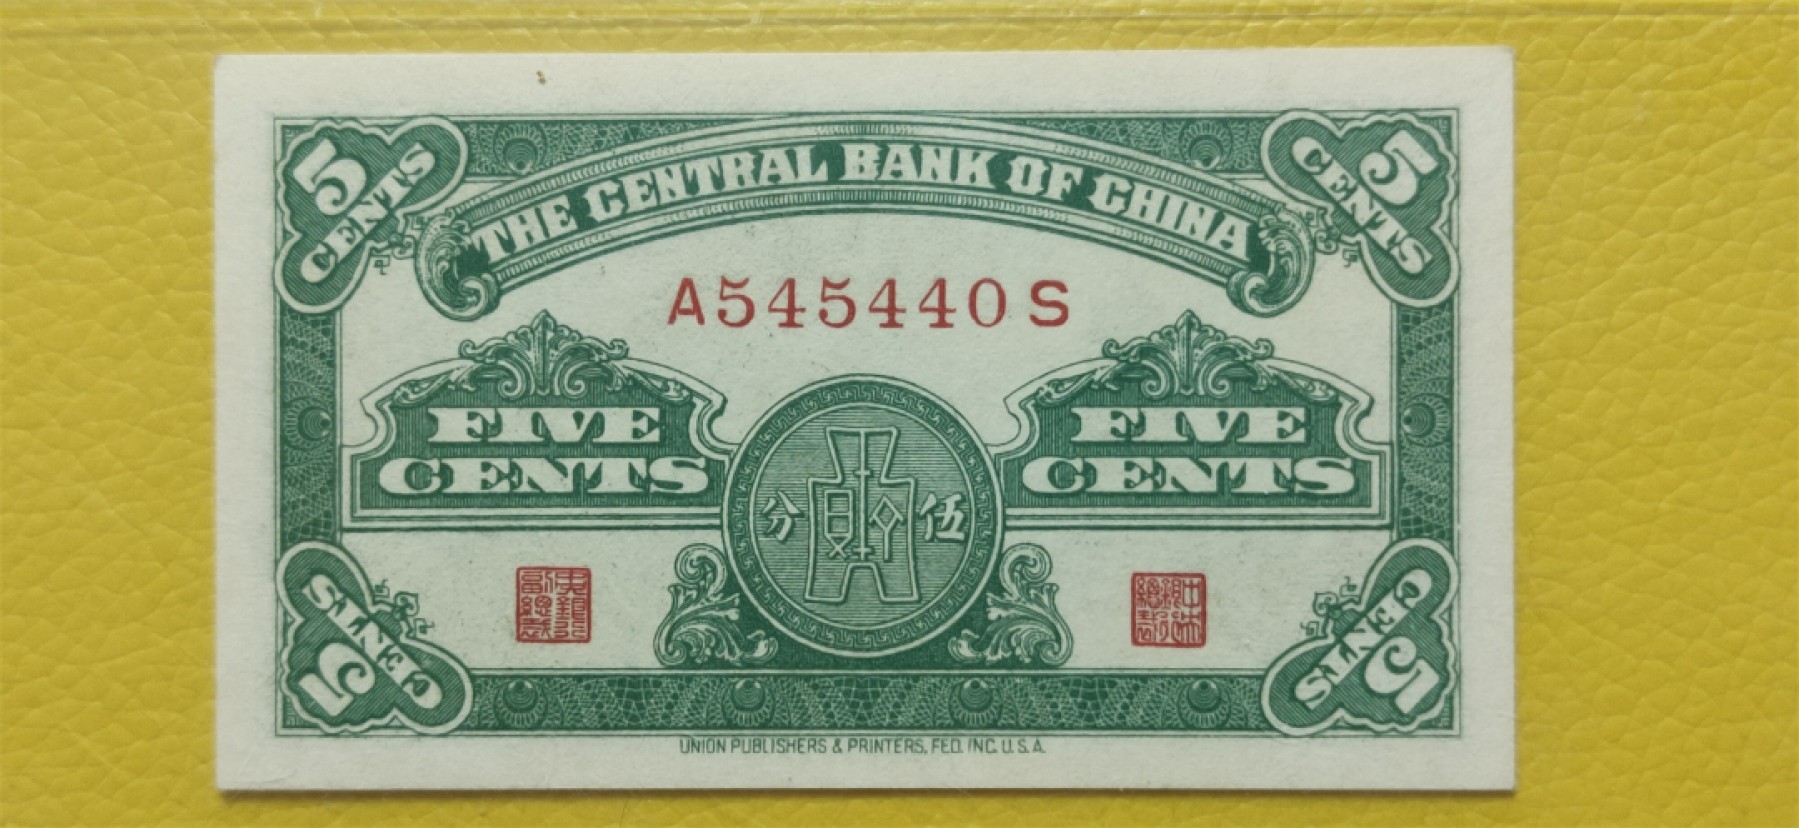 5 CENTS
5 CENTS
THE CENTRAL BANK OF CHINA
A545440S
FIVE CENTS
FIVE CENTS
分 伍
5 CENTS
5 CENTS
UNION PUBLISHERS & PRINTERS, FED. INC. U.S.A.